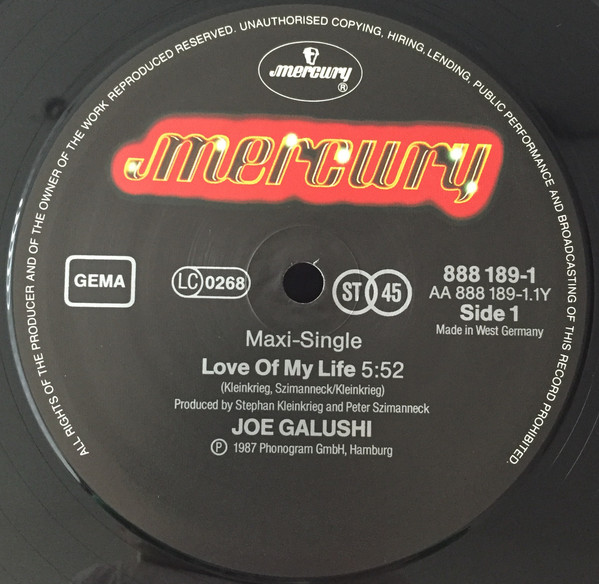 ALL RIGHTS OF THE PRODUCER AND OF THE OWNER OF THE WORK REPRODUCED RESERVED. UNAUTHORISED COPYING, HIRING, LENDING, PUBLIC PERFORMANCE AND BROADCASTING OF THIS RECORD PROHIBITED.
mercury
®
mercury
GEMA
LC 0268
ST 45
888 189-1
AA 888 189-1.1Y
Side 1
Made in West Germany
Maxi-Single
Love Of My Life 5:52
(Kleinkrieg, Szimanneck/Kleinkrieg)
Produced by Stephan Kleinkrieg and Peter Szimanneck
JOE GALUSHI
℗ 1987 Phonogram GmbH, Hamburg